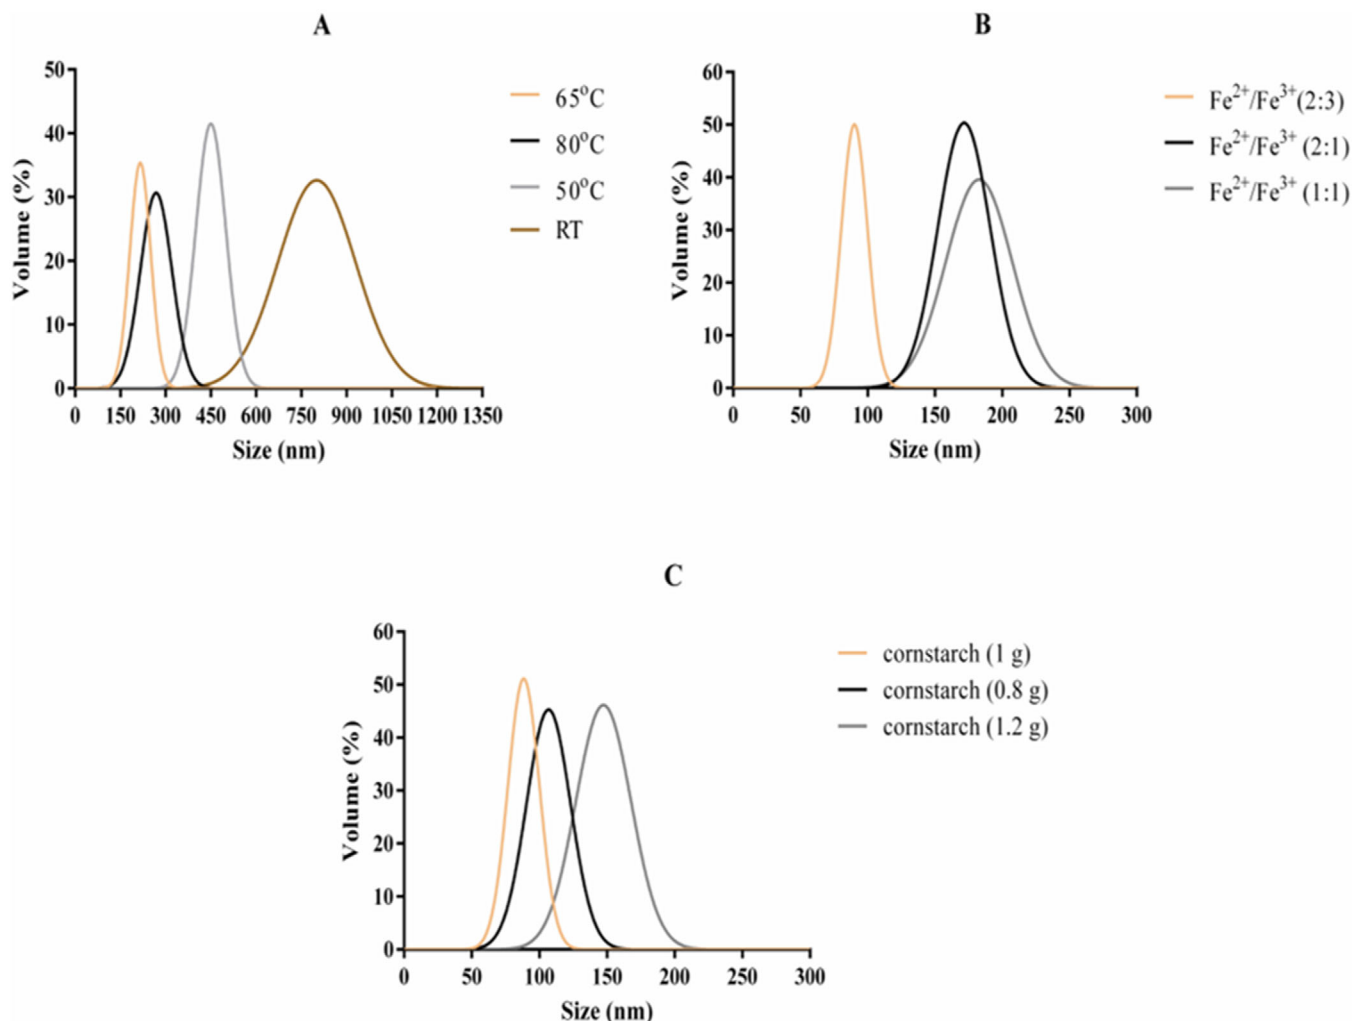 A
50
40
30
20
10
0
Volume (%)
0 150 300 450 600 750 900 1050 1200 1350
Size (nm)
65°C
80°C
50°C
RT
B
60
50
40
30
20
10
0
Volume (%)
0 50 100 150 200 250 300
Size (nm)
Fe²⁺/Fe³⁺(2:3)
Fe²⁺/Fe³⁺ (2:1)
Fe²⁺/Fe³⁺ (1:1)
C
60
50
40
30
20
10
0
Volume (%)
0 50 100 150 200 250 300
Size (nm)
cornstarch (1 g)
cornstarch (0.8 g)
cornstarch (1.2 g)